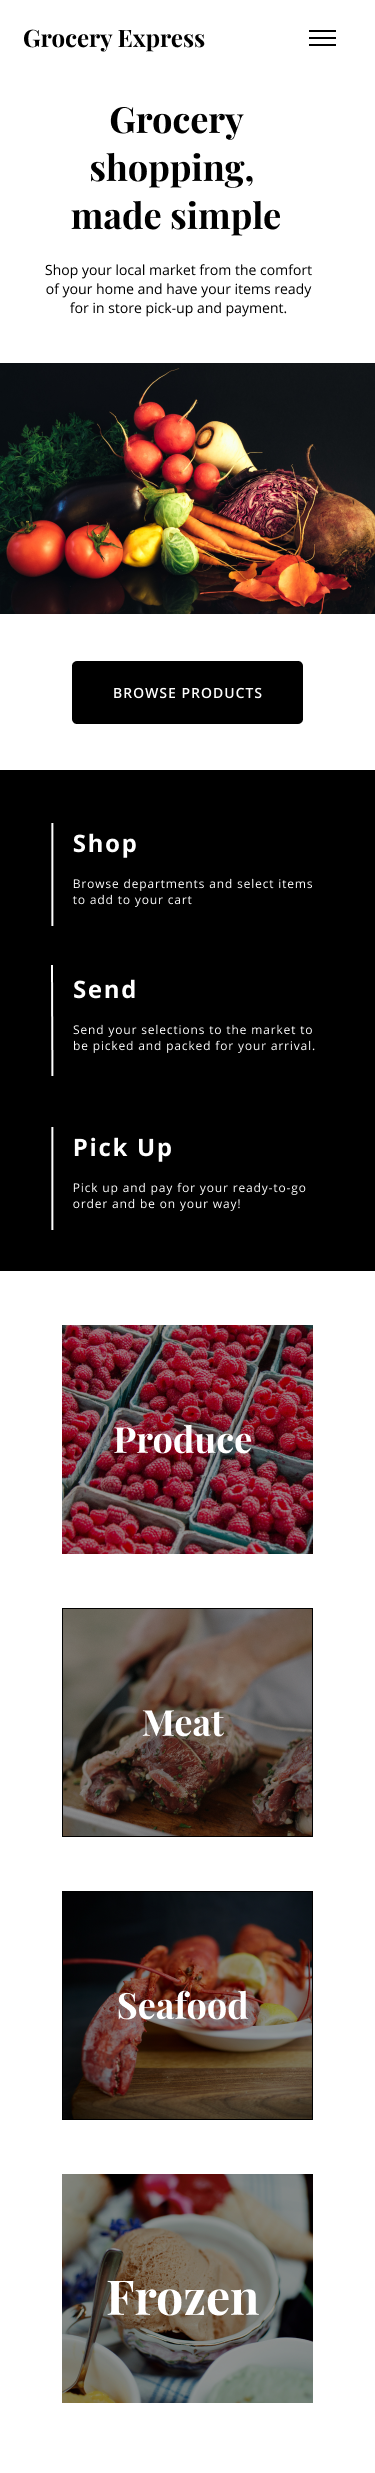 Grocery Express
Grocery
shopping,
made simple
Shop your local market from the comfort
of your home and have your items ready
for in store pick-up and payment.
BROWSE PRODUCTS
Shop
Browse departments and select items
to add to your cart
Send
Send your selections to the market to
be picked and packed for your arrival.
Pick Up
Pick up and pay for your ready-to-go
order and be on your way!
Produce
Meat
Seafood
Frozen